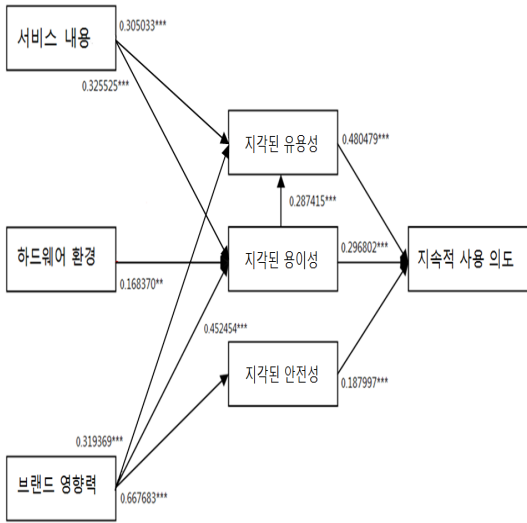 서비스 내용
0.305033***
0.325525***
지각된 유용성
0.480479***
0.287415***
하드웨어 환경
0.168370**
지각된 용이성
0.296802***
지속적 사용 의도
0.452454***
지각된 안전성
0.187997***
0.319369***
브랜드 영향력
0.667683***